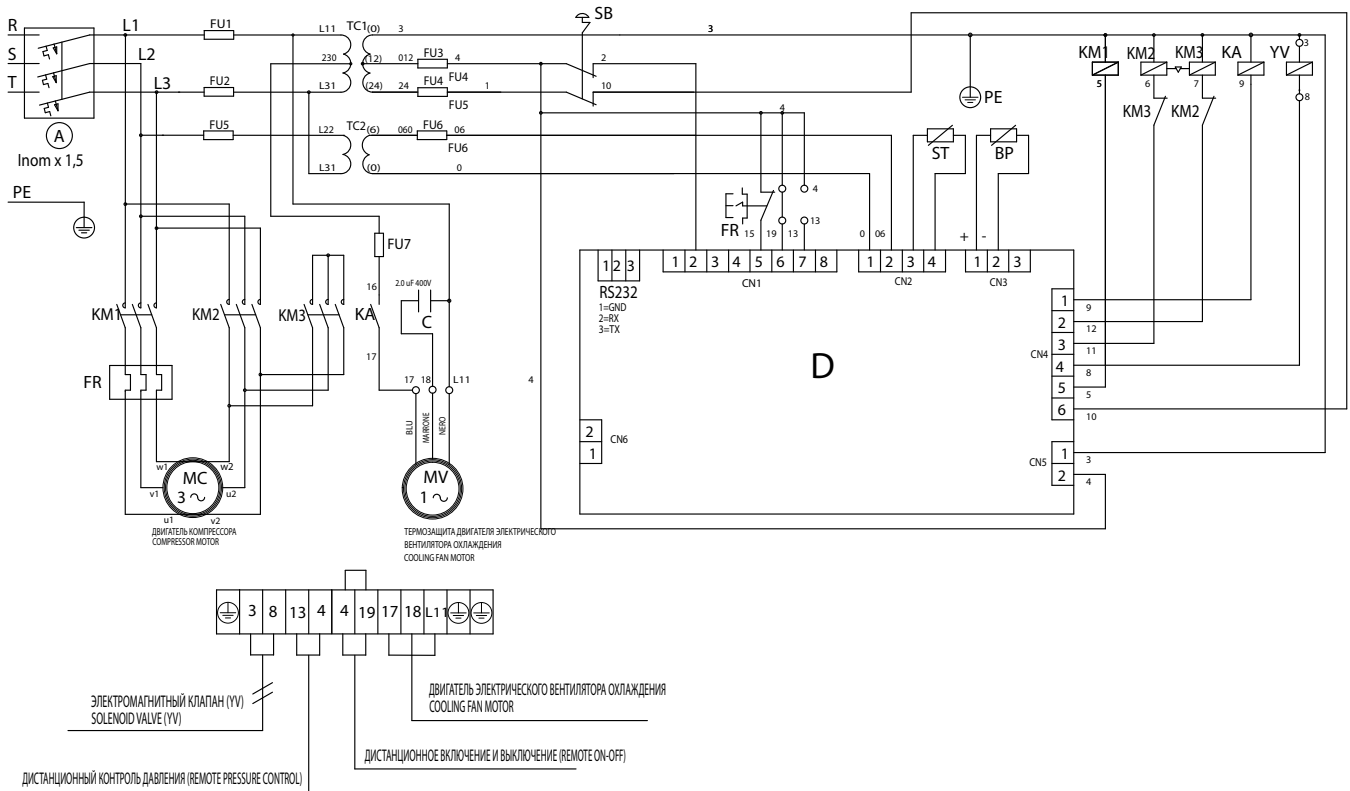 R L1 FU1 L11 TC1 (0) 3 SB 3
S L2 230 (12) 012 FU3 4 2 KM1 KM2 KM3 KA YV 3
T L3 FU2 L31 (24) 24 FU4 FU4 1 10 5 6 7 9 8
A FU5 PE
Inom x 1,5 KM3 KM2
FU5 L22 TC2 (6) 060 FU6 06 4 ST BP
FU6
L31 (0) 0
PE 4
FR 15 19 13 13 0 06 + -
FU7
1 2 3 1 2 3 4 5 6 7 8 1 2 3 4 1 2 3
RS232 CN1 CN2 CN3
1=GND
2=RX
3=TX
16 2.0 uF 400V
KM1 KM2 KM3 KA C
17
FR 17 18 L11 4
D
CN4
1 9
2 12
3 11
4 8
5 5
6 10
BLU MARRONE NERO
2 CN6
1
CN5
1 3
2 4
w1 w2
MC
3 ~
v1 u2
u1 v2
MV
1 ~
ДВИГАТЕЛЬ КОМПРЕССОРА
COMPRESSOR MOTOR
ТЕРМОЗАЩИТА ДВИГАТЕЛЯ ЭЛЕКТРИЧЕСКОГО
ВЕНТИЛЯТОРА ОХЛАЖДЕНИЯ
COOLING FAN MOTOR
3 8 13 4 4 19 17 18 L11
ЭЛЕКТРОМАГНИТНЫЙ КЛАПАН (YV)
SOLENOID VALVE (YV)
ДВИГАТЕЛЬ ЭЛЕКТРИЧЕСКОГО ВЕНТИЛЯТОРА ОХЛАЖДЕНИЯ
COOLING FAN MOTOR
ДИСТАНЦИОННОЕ ВКЛЮЧЕНИЕ И ВЫКЛЮЧЕНИЕ (REMOTE ON-OFF)
ДИСТАНЦИОННЫЙ КОНТРОЛЬ ДАВЛЕНИЯ (REMOTE PRESSURE CONTROL)